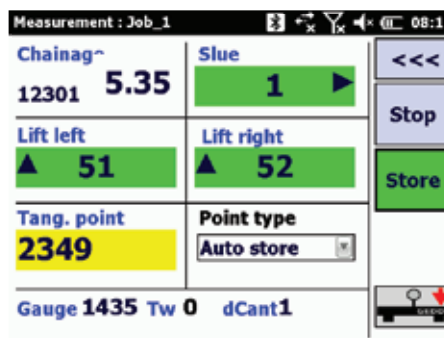 Measurement : Job_1 08:1
Chainag
12301 5.35
Slue
1
<<<
Stop
Lift left
51
Lift right
52
Store
Tang. point
2349
Point type
Auto store
Gauge 1435 Tw 0 dCant1